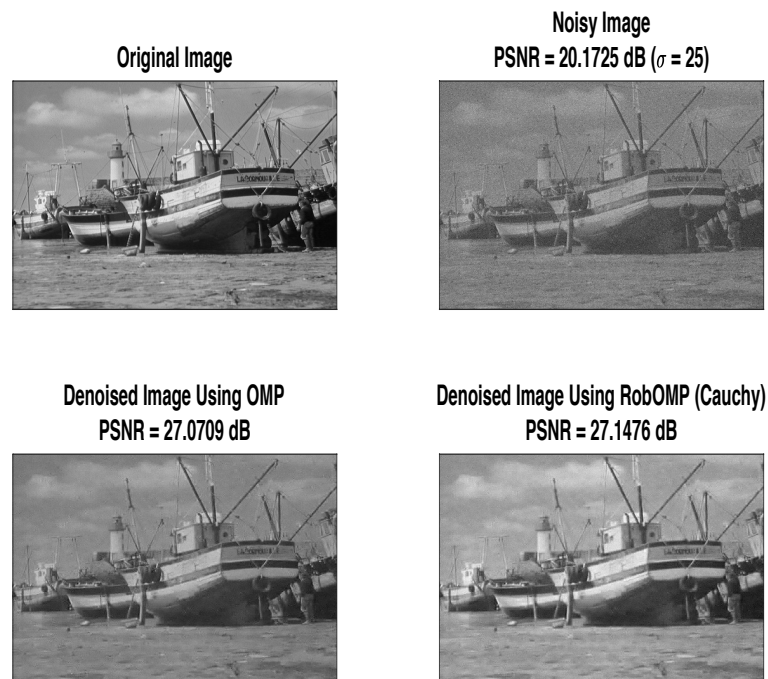 Original Image
Noisy Image
PSNR = 20.1725 dB (σ = 25)
Denoised Image Using OMP
PSNR = 27.0709 dB
Denoised Image Using RobOMP (Cauchy)
PSNR = 27.1476 dB